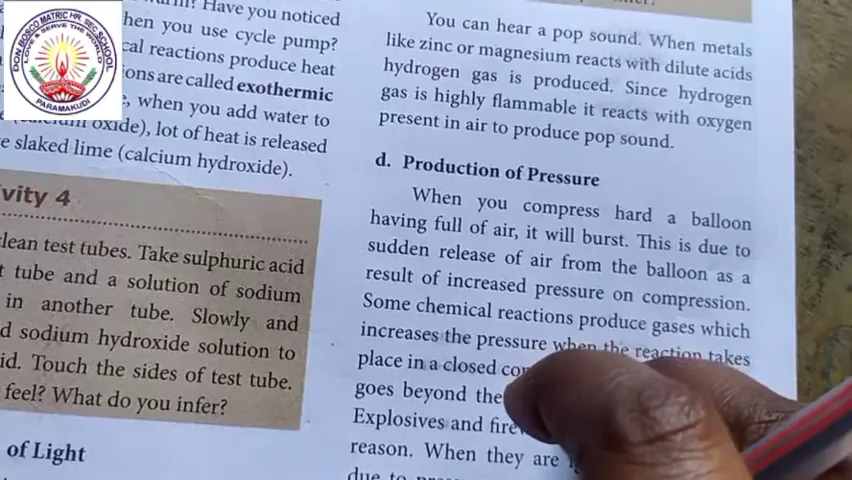 DON BOSCO MATRIC HR. SEC. SCHOOL
LOVE & SERVE THE WORLD
PARAMAKUDI
Have you noticed
hen you use cycle pump?
cal reactions produce heat
ons are called exothermic
, when you add water to
oxide), lot of heat is released
e slaked lime (calcium hydroxide).
vity 4
lean test tubes. Take sulphuric acid
t tube and a solution of sodium
in another tube. Slowly and
d sodium hydroxide solution to
id. Touch the sides of test tube.
feel? What do you infer?
of Light
You can hear a pop sound. When metals
like zinc or magnesium reacts with dilute acids
hydrogen gas is produced. Since hydrogen
gas is highly flammable it reacts with oxygen
present in air to produce pop sound.
d. Production of Pressure
When you compress hard a balloon
having full of air, it will burst. This is due to
sudden release of air from the balloon as a
result of increased pressure on compression.
Some chemical reactions produce gases which
increases the pressure when the reaction takes
place in a closed
goes beyond the
Explosives and
reason. When they are
due to